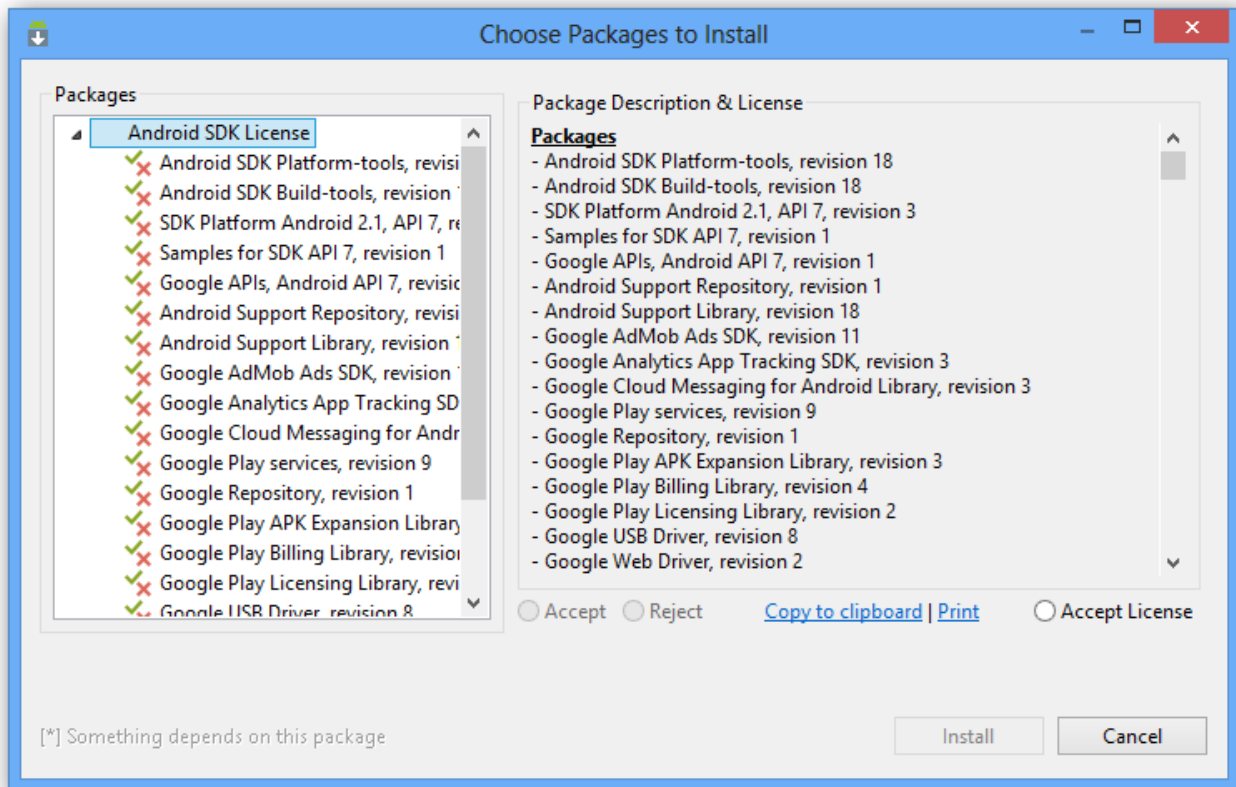 Choose Packages to Install
Packages
Android SDK License
Android SDK Platform-tools, revisi
Android SDK Build-tools, revision
SDK Platform Android 2.1, API 7, re
Samples for SDK API 7, revision 1
Google APIs, Android API 7, revisic
Android Support Repository, revisi
Android Support Library, revision 1
Google AdMob Ads SDK, revision
Google Analytics App Tracking SD
Google Cloud Messaging for Andr
Google Play services, revision 9
Google Repository, revision 1
Google Play APK Expansion Library
Google Play Billing Library, revision
Google Play Licensing Library, revi
Google USB Driver, revision 8
Package Description & License
Packages
- Android SDK Platform-tools, revision 18
- Android SDK Build-tools, revision 18
- SDK Platform Android 2.1, API 7, revision 3
- Samples for SDK API 7, revision 1
- Google APIs, Android API 7, revision 1
- Android Support Repository, revision 1
- Android Support Library, revision 18
- Google AdMob Ads SDK, revision 11
- Google Analytics App Tracking SDK, revision 3
- Google Cloud Messaging for Android Library, revision 3
- Google Play services, revision 9
- Google Repository, revision 1
- Google Play APK Expansion Library, revision 3
- Google Play Billing Library, revision 4
- Google Play Licensing Library, revision 2
- Google USB Driver, revision 8
- Google Web Driver, revision 2
Accept Reject Copy to clipboard | Print Accept License
[*] Something depends on this package
Install Cancel